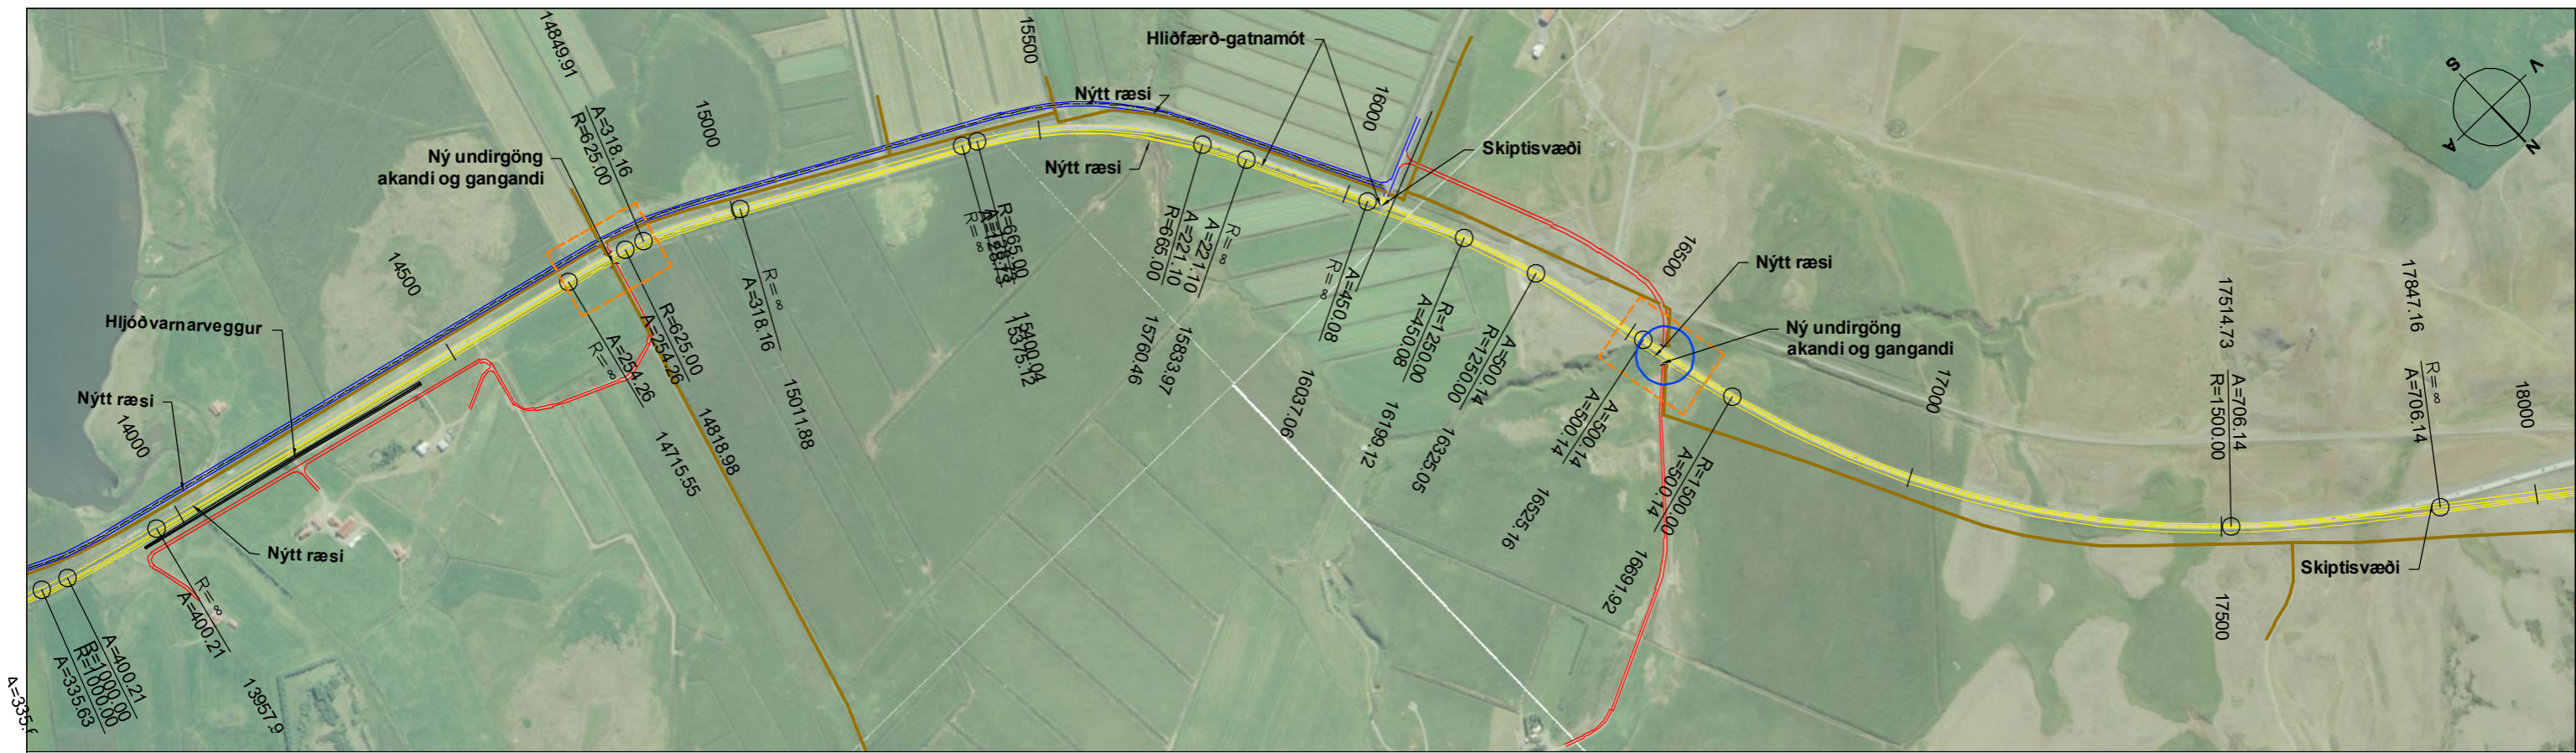 14849.91
A=318.16
R=625.00
15000
15500
Hliðfærð-gatnamót
Nýtt ræsi
16000
Skiptisvæði
Ný undirgöng
akandi og gangandi
Nýtt ræsi
S
V
A
N
14500
R=∞
A=318.16
R=665.00
R=∞
R=665.00
A=221.10
A=221.10
R=∞
R=∞
A=450.08
16500
Nýtt ræsi
Ný undirgöng
akandi og gangandi
17514.73
A=706.14
R=1500.00
17847.16
R=∞
A=706.14
18000
Hljóðvarnarveggur
R=625.00
A=254.26
A=254.26
R=∞
15400.04
15375.12
15760.46
15833.97
R=1250.00
A=450.08
A=500.14
R=1250.00
17000
Nýtt ræsi
14000
15011.88
14818.98
14715.55
16037.06
16199.12
16325.05
A=500.14
A=500.14
R=1500.00
A=500.14
16525.16
16691.92
Nýtt ræsi
Skiptisvæði
17500
R=∞
A=400.21
A=400.21
R=1000.00
R=1000.00
A=335.63
13957.9